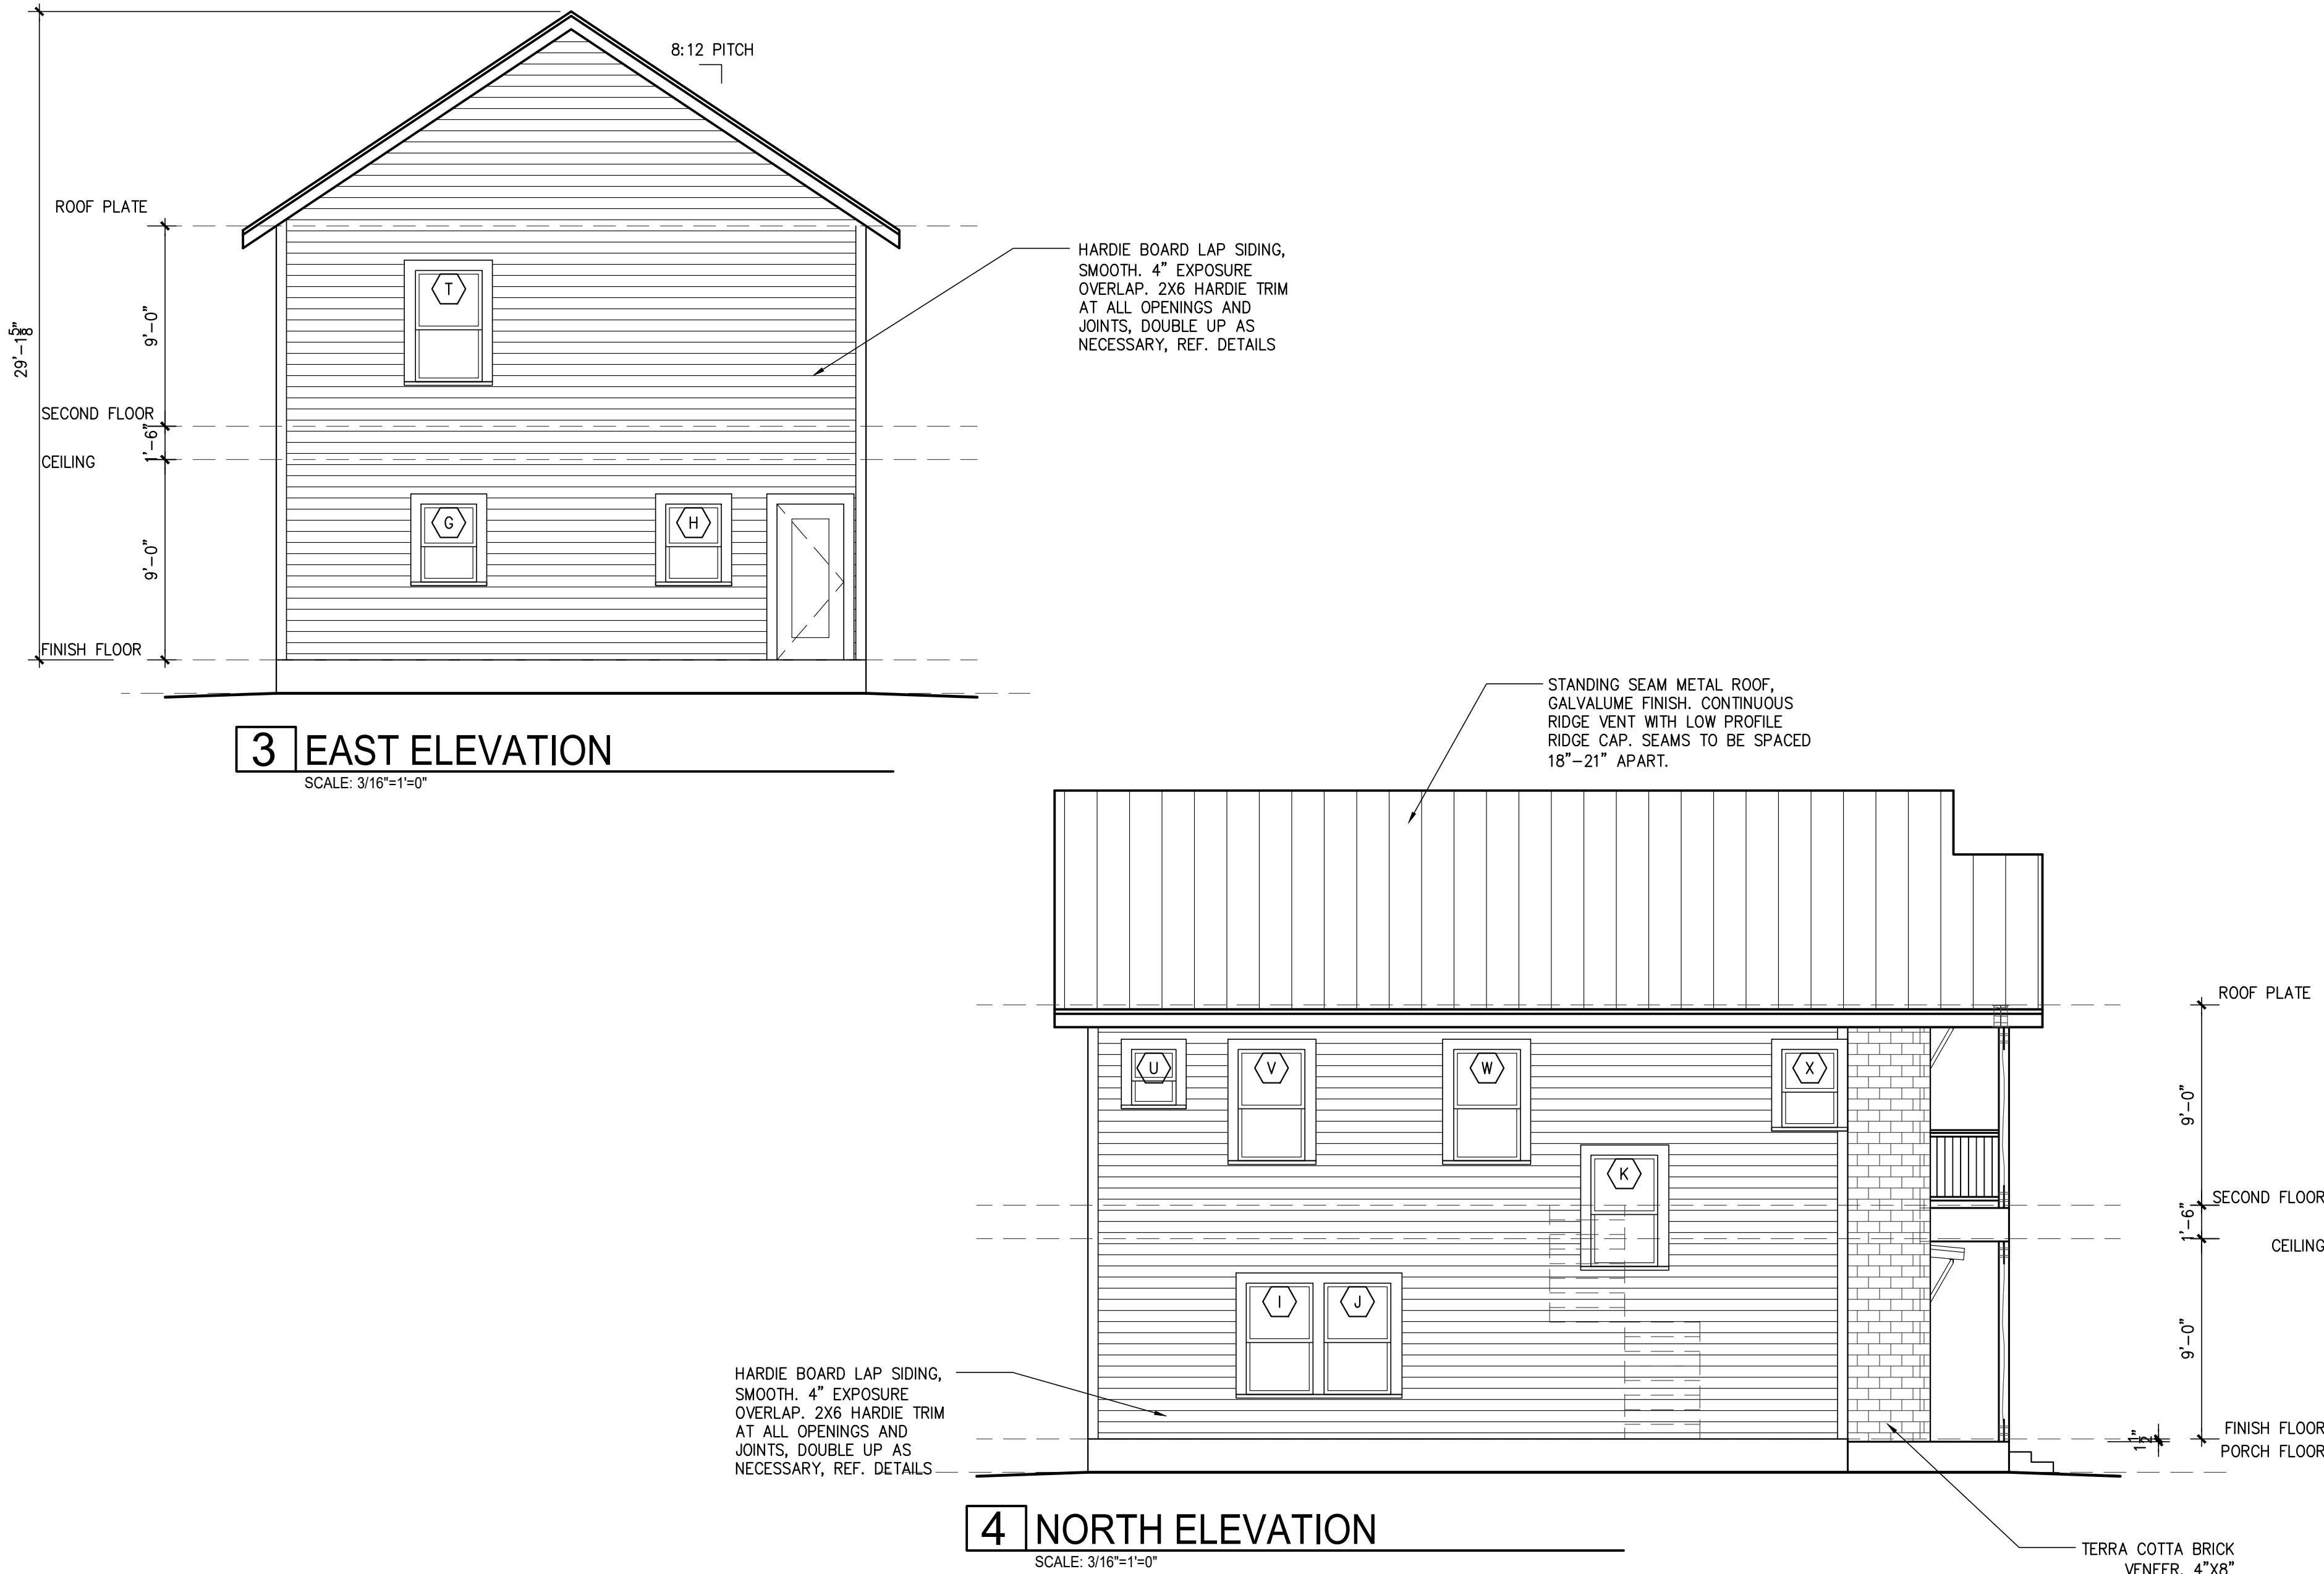 8:12 PITCH
ROOF PLATE
HARDIE BOARD LAP SIDING,
SMOOTH. 4" EXPOSURE
OVERLAP. 2X6 HARDIE TRIM
AT ALL OPENINGS AND
JOINTS, DOUBLE UP AS
NECESSARY, REF. DETAILS
T
9'-0"
29'-1 5/8"
SECOND FLOOR
1'-6"
CEILING
G
H
9'-0"
FINISH FLOOR
3 EAST ELEVATION
SCALE: 3/16"=1'=0"
STANDING SEAM METAL ROOF,
GALVALUME FINISH. CONTINUOUS
RIDGE VENT WITH LOW PROFILE
RIDGE CAP. SEAMS TO BE SPACED
18"-21" APART.
ROOF PLATE
U
V
W
X
9'-0"
K
SECOND FLOOR
1'-6"
CEILING
I
J
9'-0"
HARDIE BOARD LAP SIDING,
SMOOTH. 4" EXPOSURE
OVERLAP. 2X6 HARDIE TRIM
AT ALL OPENINGS AND
JOINTS, DOUBLE UP AS
NECESSARY, REF. DETAILS
FINISH FLOOR
1 1/2"
PORCH FLOOR
4 NORTH ELEVATION
SCALE: 3/16"=1'=0"
TERRA COTTA BRICK
VENEER. 4"X8"